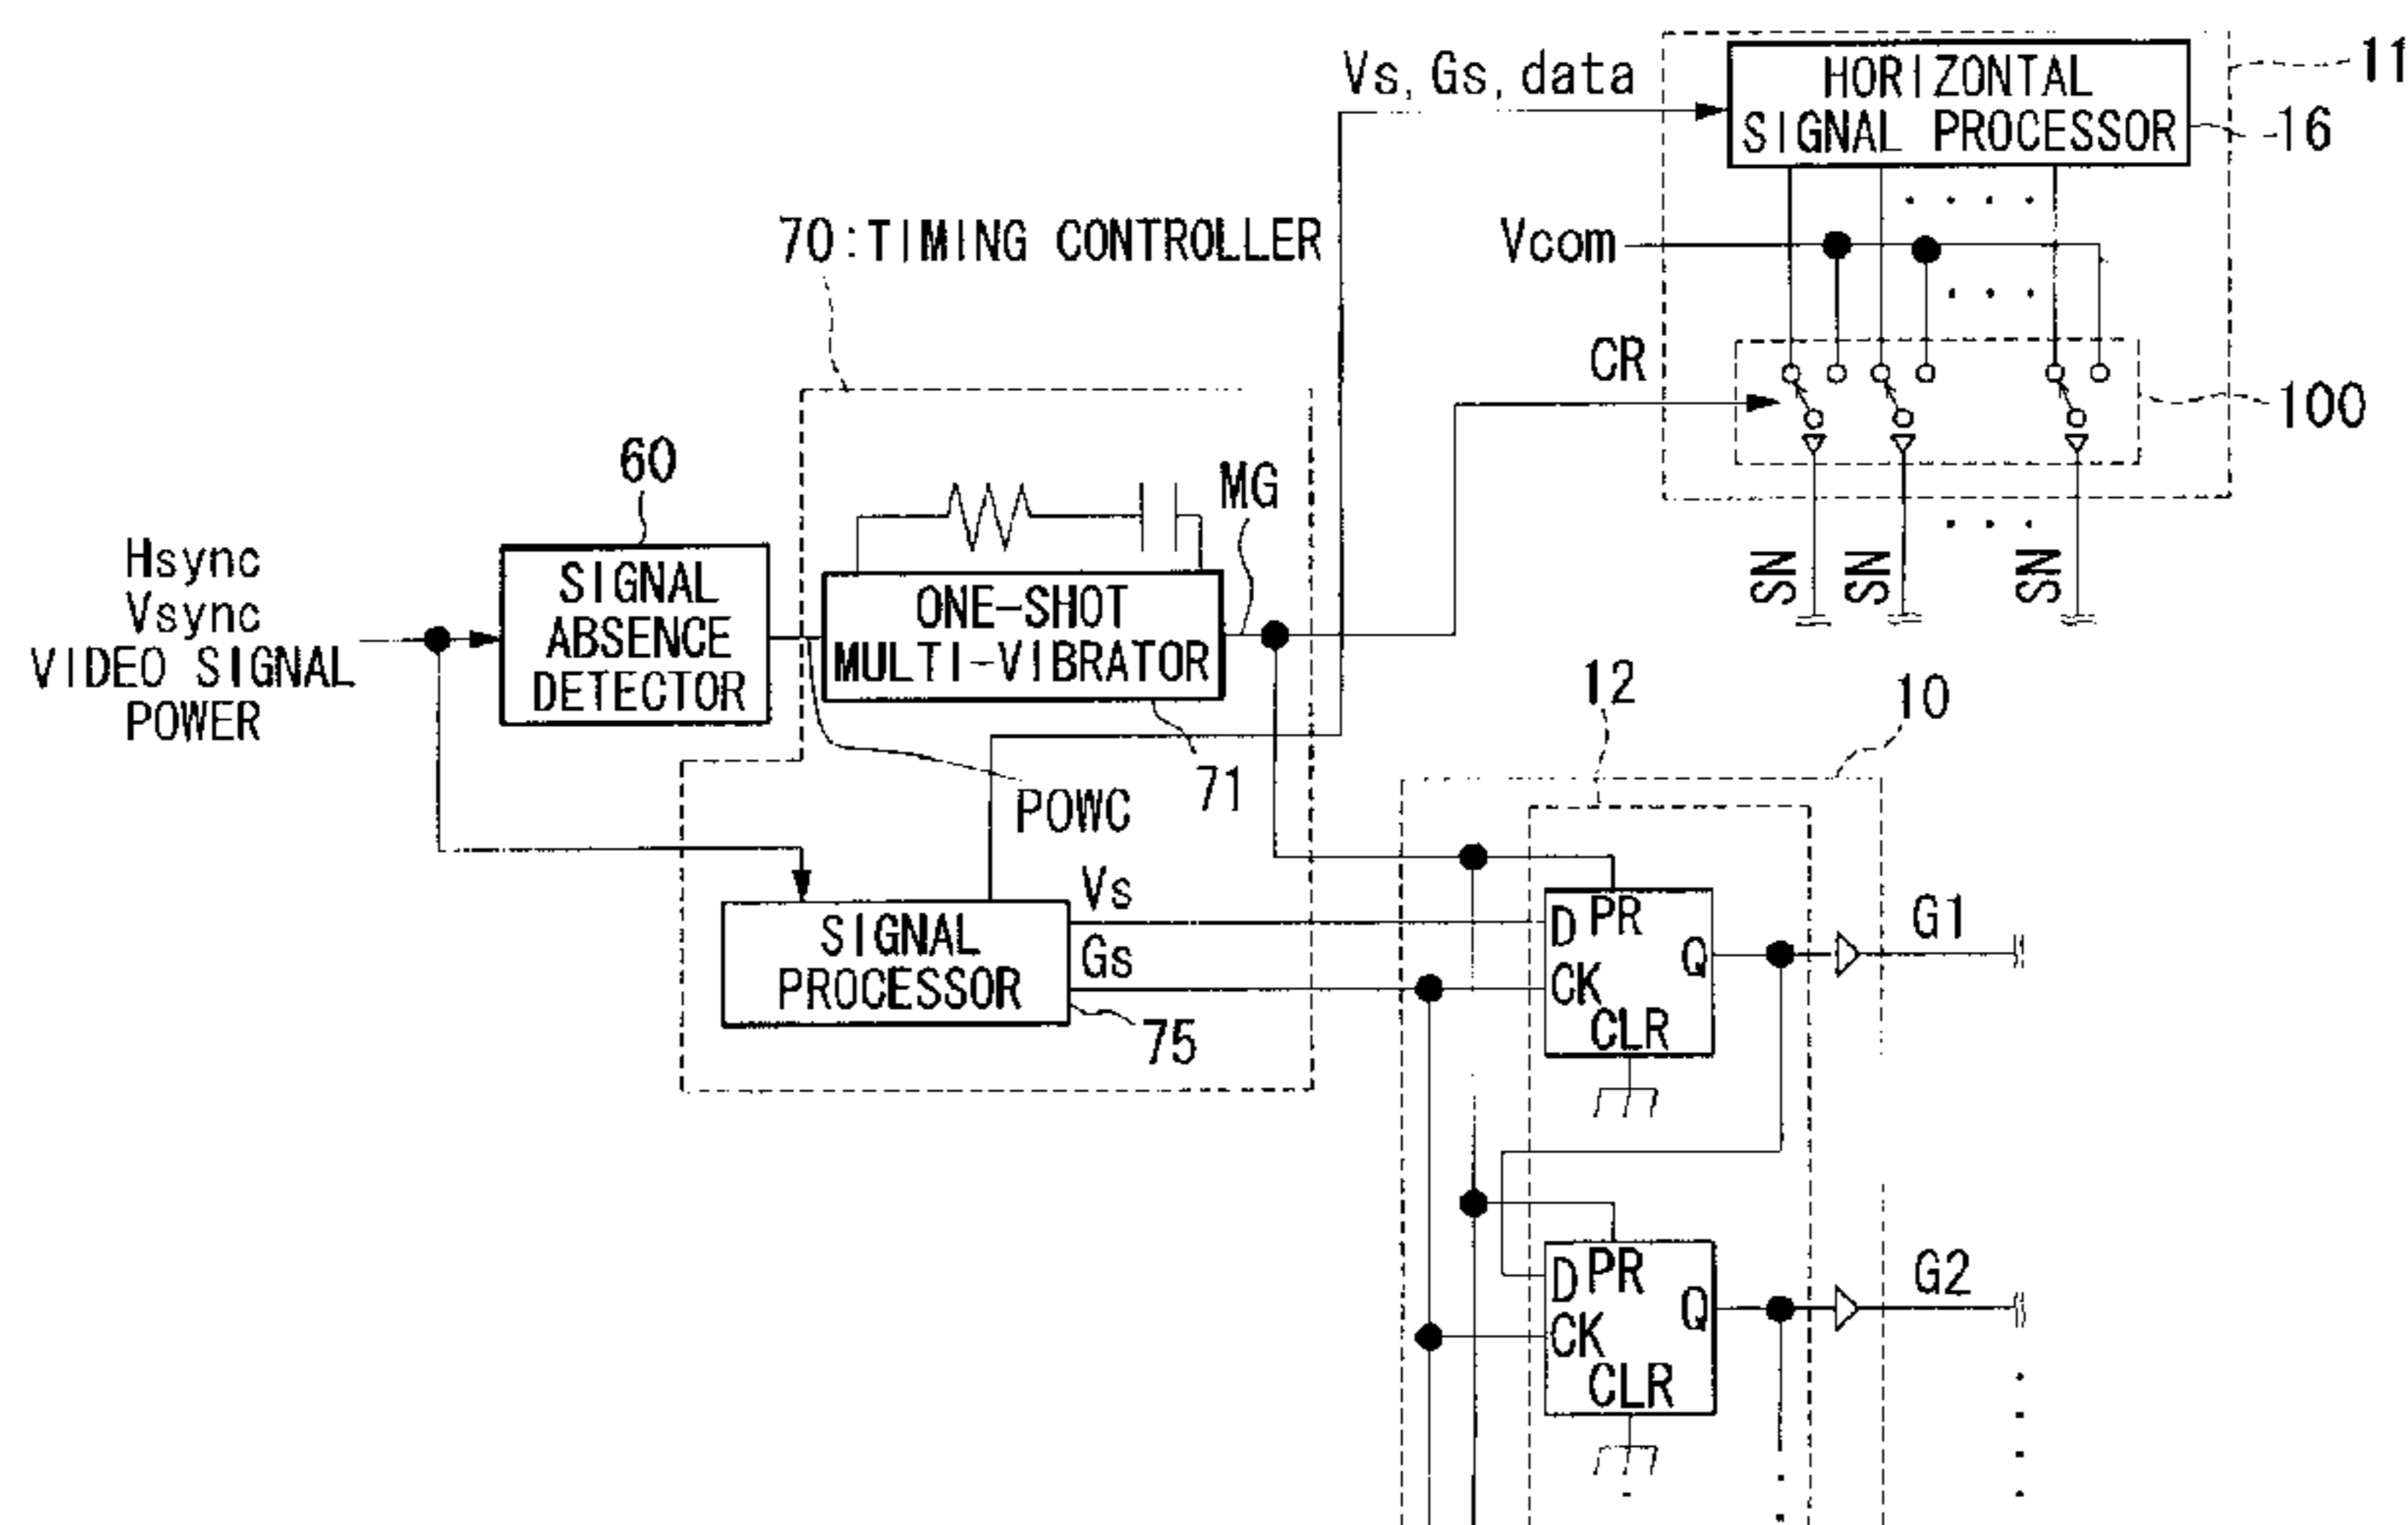 Vs, Gs, data
HORIZONTAL
SIGNAL PROCESSOR
11
16
70:TIMING CONTROLLER
Vcom
CR
100
60
MG
Hsync
Vsync
VIDEO SIGNAL
POWER
SIGNAL
ABSENCE
DETECTOR
ONE-SHOT
MULTI-VIBRATOR
SN
SN
SN
71
POWC
12
10
SIGNAL
PROCESSOR
Vs
Gs
75
D PR
Q
CK
CLR
G1
D PR
Q
CK
CLR
G2